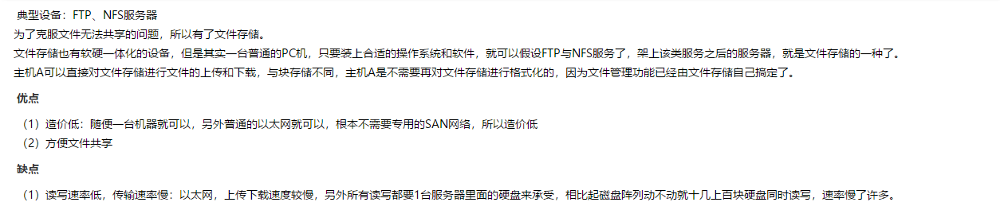 典型设备：FTP、NFS服务器
为了克服文件无法共享的问题，所以有了文件存储。
文件存储也有软硬一体化的设备，但是其实一台普通的PC机，只要装上合适的操作系统和软件，就可以假设FTP与NFS服务了，架上该类服务之后的服务器，就是文件存储的一种了。
主机A可以直接对文件存储进行文件的上传和下载，与块存储不同，主机A是不需要再对文件存储进行格式化的，因为文件管理功能已经由文件存储自己搞定了。
优点
（1）造价低：随便一台机器就可以，另外普通的以太网就可以，根本不需要专用的SAN网络，所以造价低
（2）方便文件共享
缺点
（1）读写速率低，传输速率慢：以太网，上传下载速度较慢，另外所有读写都要1台服务器里面的硬盘来承受，相比起磁盘阵列动不动就十几上百块硬盘同时读写，速率慢了许多。